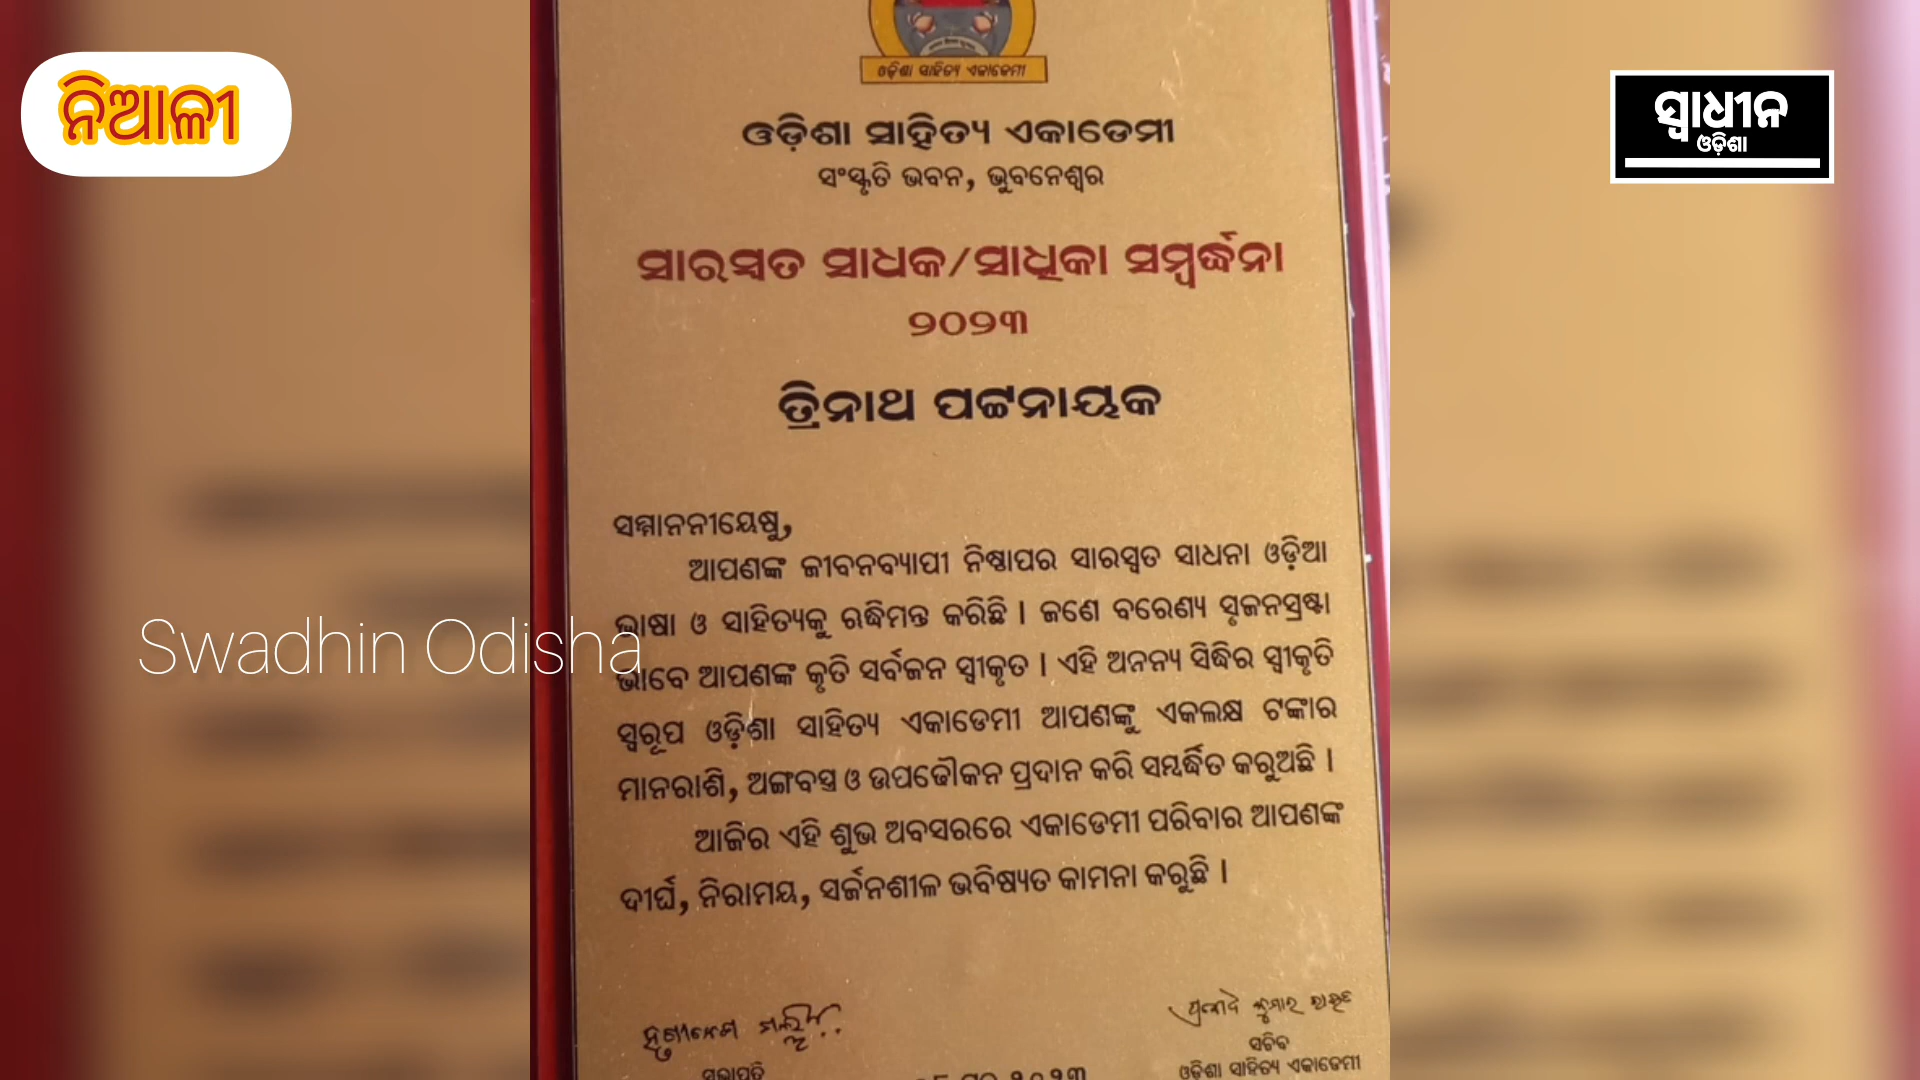 ନିଆଳୀ
ସ୍ୱାଧୀନ
ଓଡ଼ିଶା
ଓଡ଼ିଶା ସାହିତ୍ୟ ଏକାଡେମୀ
ଓଡ଼ିଶା ସାହିତ୍ୟ ଏକାଡେମୀ
ସଂସ୍କୃତି ଭବନ, ଭୁବନେଶ୍ୱର
ସାରସ୍ୱତ ସାଧକ/ସାଧିକା ସମ୍ବର୍ଦ୍ଧନା
୨୦୨୩
ତ୍ରିନାଥ ପଟ୍ଟନାୟକ
ସମ୍ମାନନୀୟେଷୁ,
ଆପଣଙ୍କ ଜୀବନବ୍ୟାପୀ ନିଷ୍ଠାପର ସାରସ୍ୱତ ସାଧନା ଓଡ଼ିଆ
ଭାଷା ଓ ସାହିତ୍ୟକୁ ଋଦ୍ଧିମନ୍ତ କରିଛି । ଜଣେ ବରେଣ୍ୟ ସୃଜନସ୍ରଷ୍ଟା
ଭାବେ ଆପଣଙ୍କ କୃତି ସର୍ବଜନ ସ୍ୱୀକୃତ । ଏହି ଅନନ୍ୟ ସିଦ୍ଧିର ସ୍ୱୀକୃତି
ସ୍ୱରୂପ ଓଡ଼ିଶା ସାହିତ୍ୟ ଏକାଡେମୀ ଆପଣଙ୍କୁ ଏକଲକ୍ଷ ଟଙ୍କାର
ମାନରାଶି, ଅଙ୍ଗବସ୍ତ୍ର ଓ ଉପଢୌକନ ପ୍ରଦାନ କରି ସମ୍ବର୍ଦ୍ଧିତ କରୁଅଛି ।
ଆଜିର ଏହି ଶୁଭ ଅବସରରେ ଏକାଡେମୀ ପରିବାର ଆପଣଙ୍କ
ଦୀର୍ଘ, ନିରାମୟ, ସର୍ଜନଶୀଳ ଭବିଷ୍ୟତ କାମନା କରୁଛି ।
Swadhin Odisha
ସଭାପତି
୨୦୨୩
ସଚିବ
ଓଡ଼ିଶା ସାହିତ୍ୟ ଏକାଡେମୀ